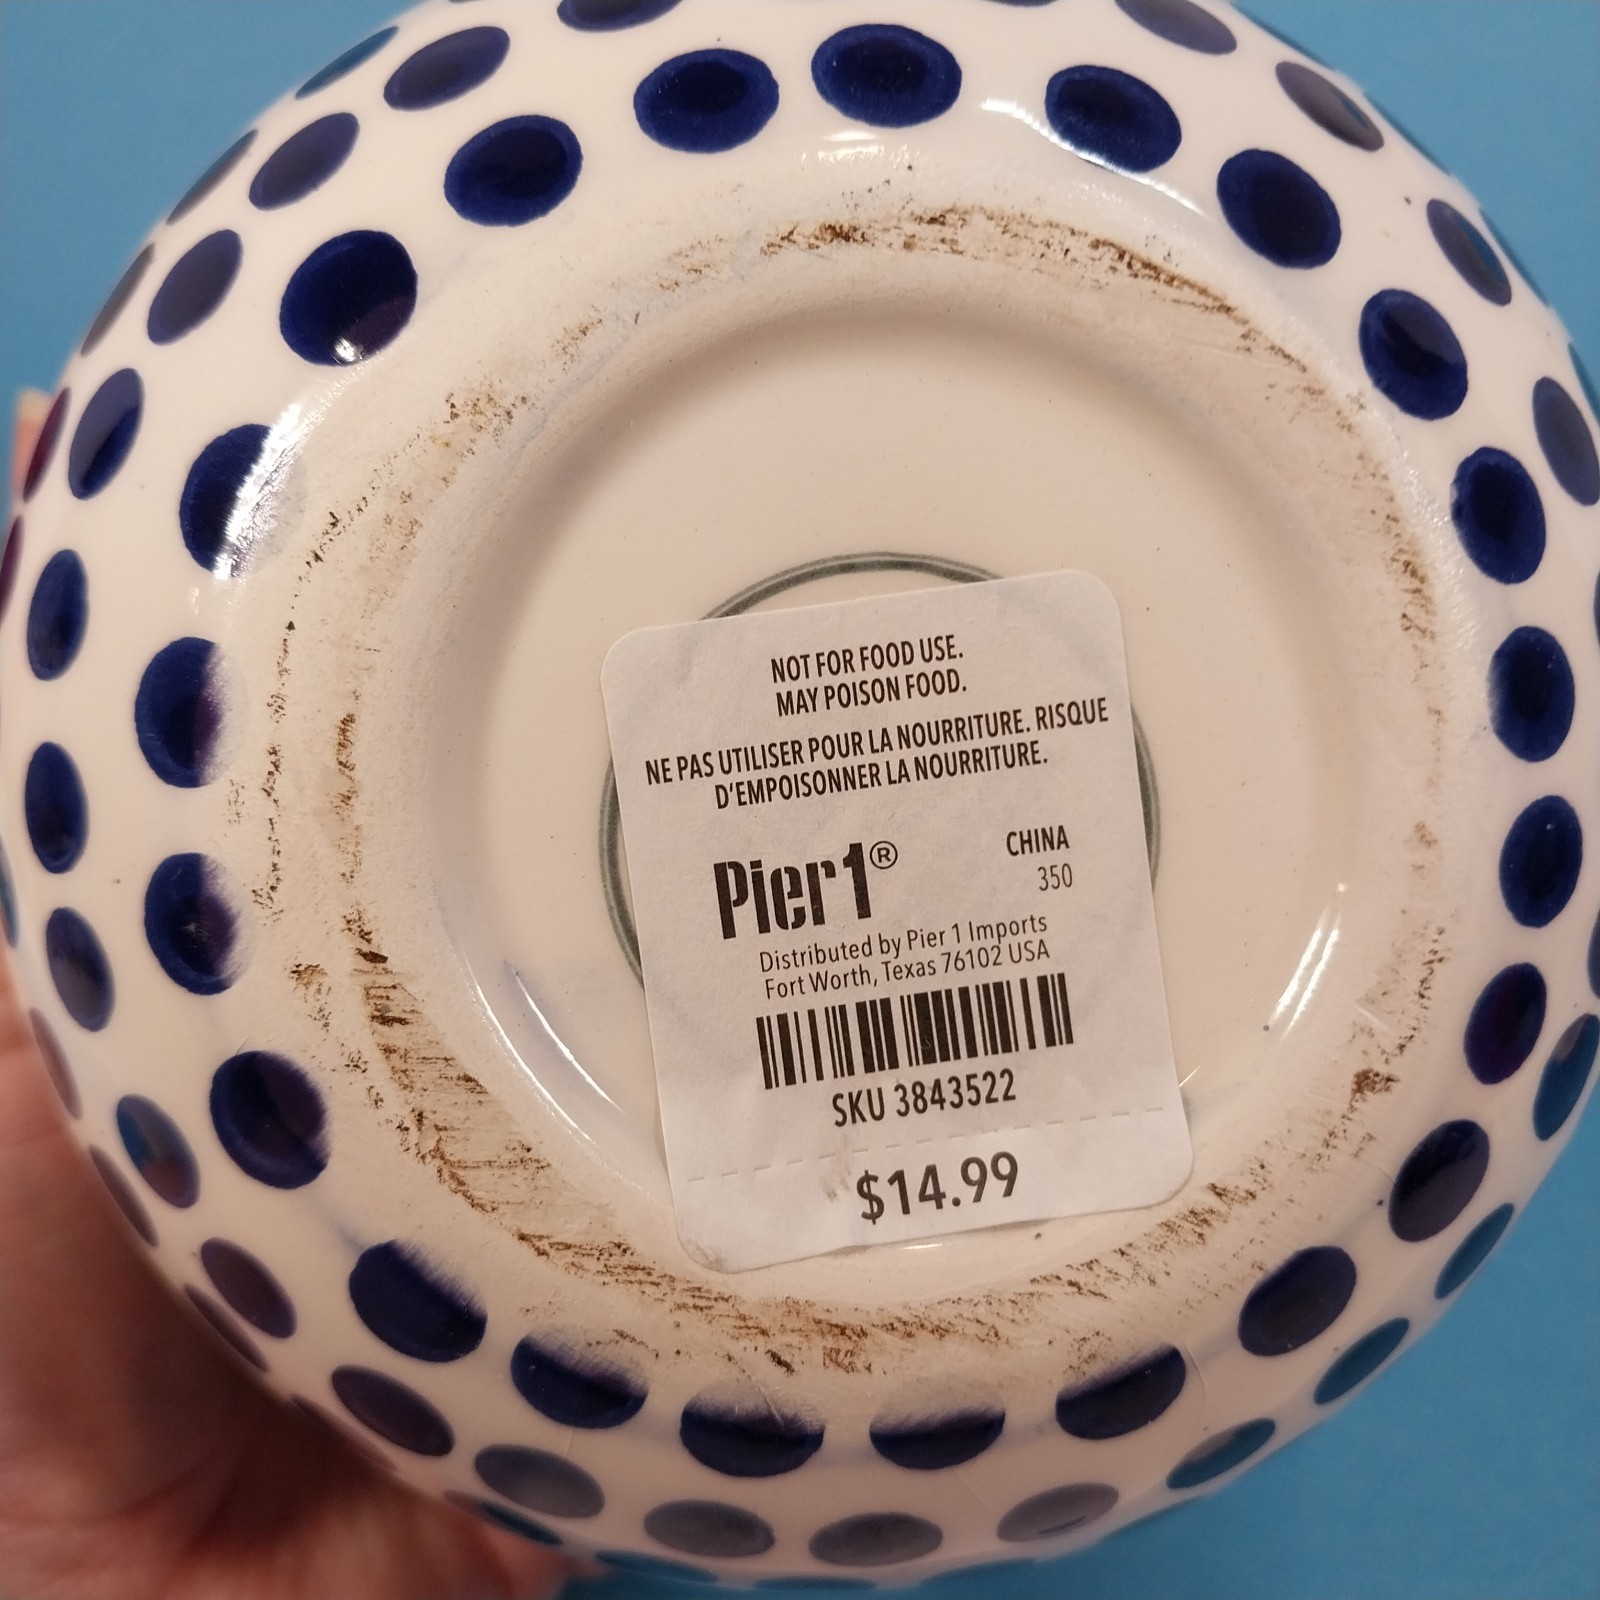 NOT FOR FOOD USE.
MAY POISON FOOD.
NE PAS UTILISER POUR LA NOURRITURE. RISQUE
D'EMPOISONNER LA NOURRITURE.
Pier1®
CHINA
350
Distributed by Pier 1 Imports
Fort Worth, Texas 76102 USA
SKU 3843522
$14.99